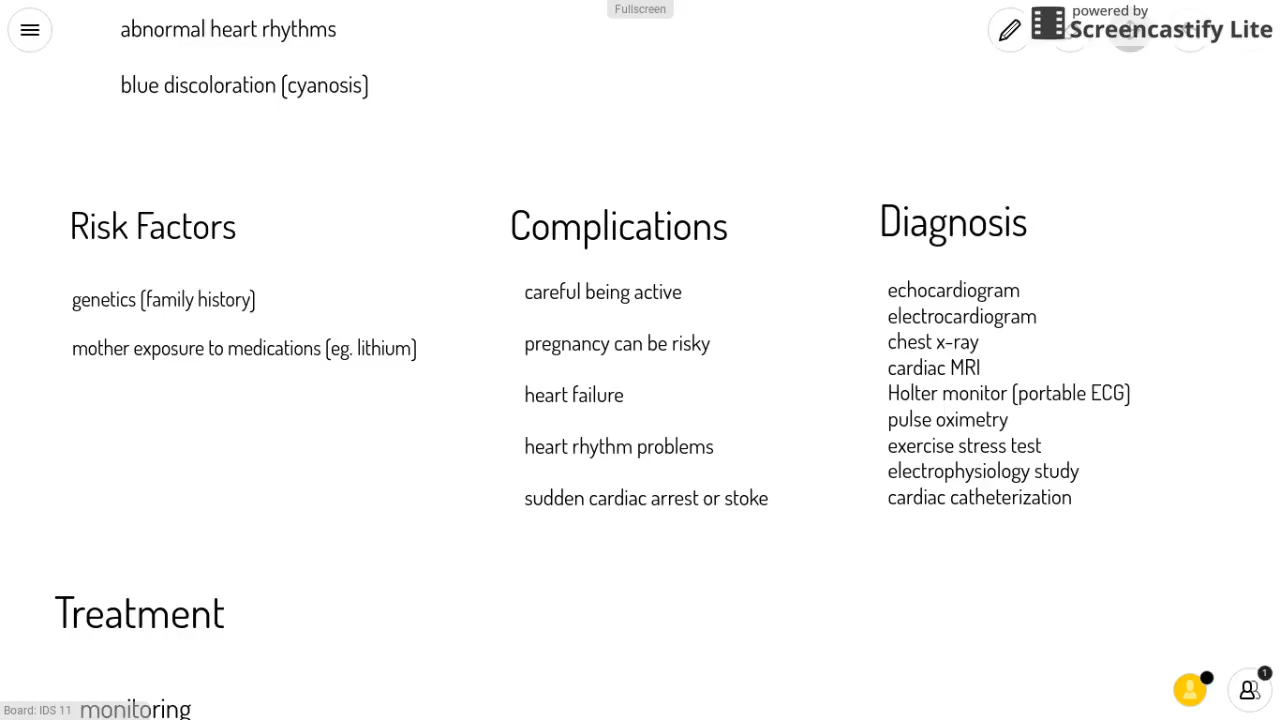 Fullscreen
powered by
Screencastify Lite
abnormal heart rhythms
blue discoloration (cyanosis)
Risk Factors
genetics (family history)
mother exposure to medications (eg. lithium)
Complications
careful being active
pregnancy can be risky
heart failure
heart rhythm problems
sudden cardiac arrest or stoke
Diagnosis
echocardiogram
electrocardiogram
chest x-ray
cardiac MRI
Holter monitor (portable ECG)
pulse oximetry
exercise stress test
electrophysiology study
cardiac catheterization
Treatment
monitoring
Board: IDS 11
1